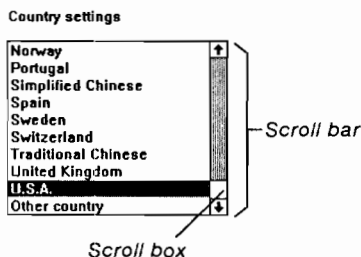 Country settings
Norway
Portugal
Simplified Chinese
Spain
Sweden
Switzerland
Traditional Chinese
United Kingdom
U.S.A.
Other country
Scroll bar
Scroll box